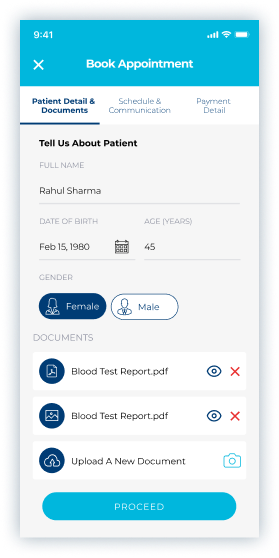 9:41
Book Appointment
Patient Detail &
Documents
Schedule &
Communication
Payment
Detail
Tell Us About Patient
FULL NAME
Rahul Sharma
DATE OF BIRTH
AGE (YEARS)
Feb 15, 1980
45
GENDER
Female
Male
DOCUMENTS
Blood Test Report.pdf
Blood Test Report.pdf
Upload A New Document
PROCEED